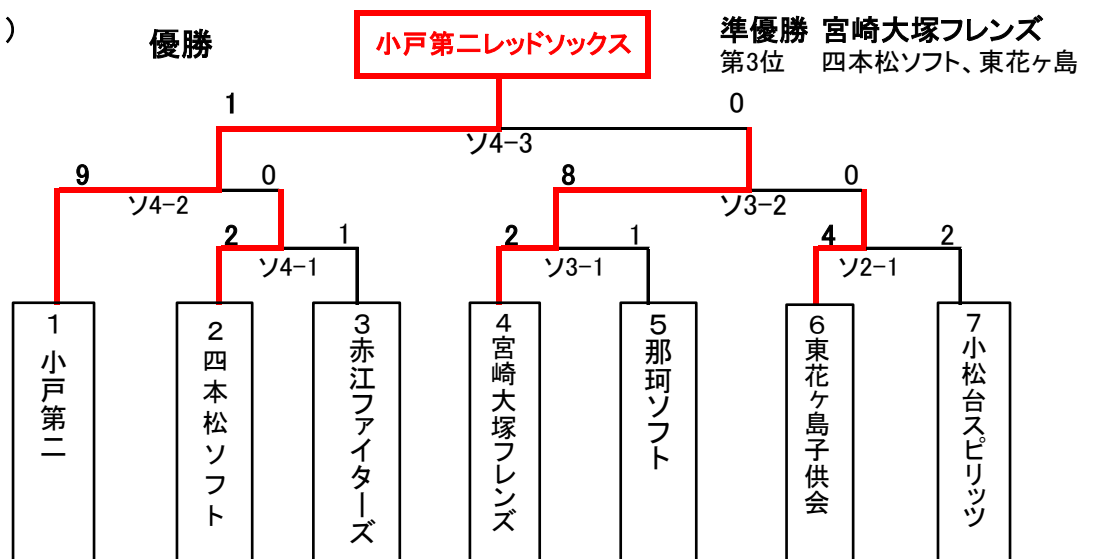 )
優勝
小戸第二レッドソックス
準優勝 宮崎大塚フレンズ
第3位 四本松ソフト、東花ヶ島
1 0
ソ4-3
9 0 8 0
ソ4-2 ソ3-2
2 1 2 1 4 2
ソ4-1 ソ3-1 ソ2-1
1 小戸第二
2 四本松ソフト
3 赤江ファイターズ
4 宮崎大塚フレンズ
5 那珂ソフト
6 東花ヶ島子供会
7 小松台スピリッツ